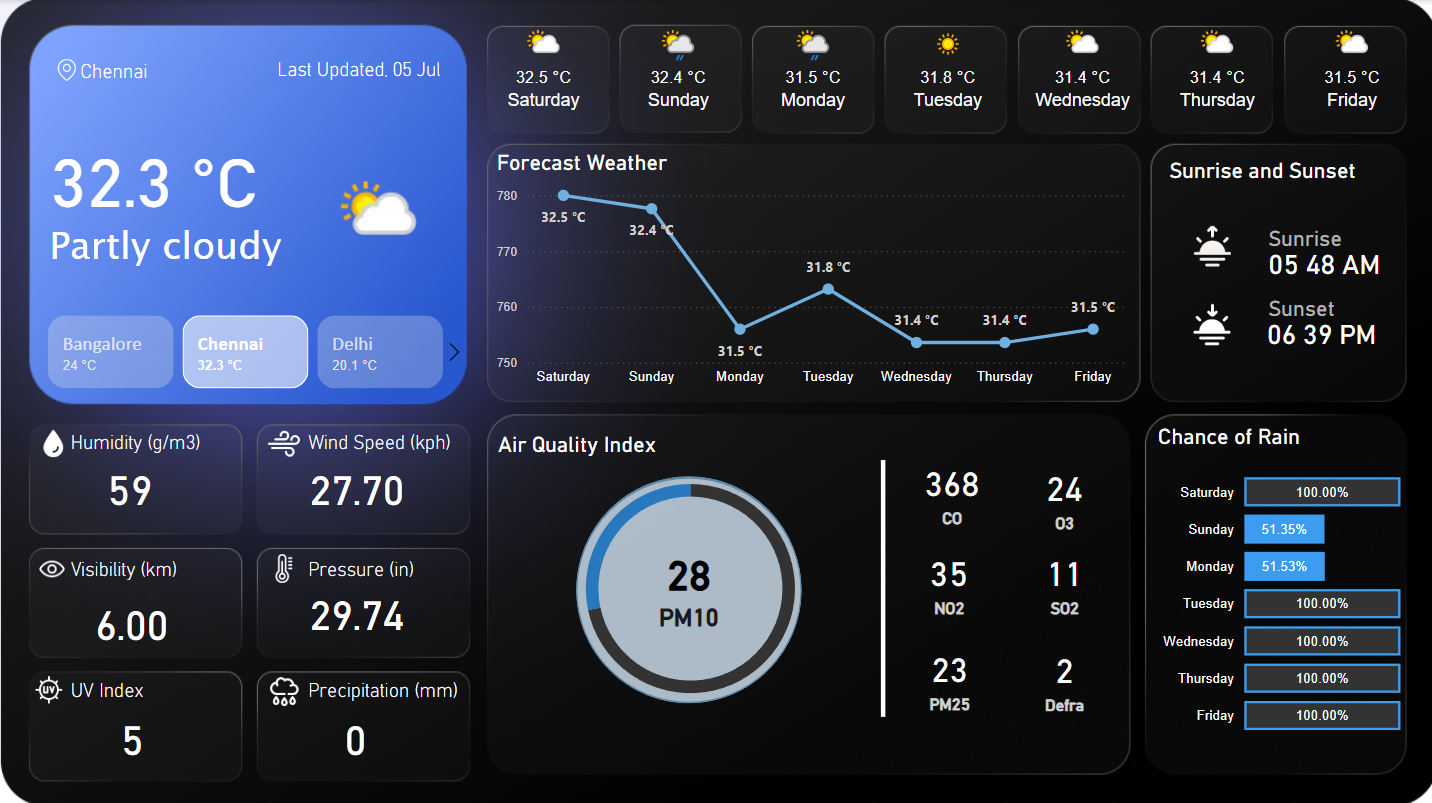 Chennai
Last Updated, 05 Jul
32.3 °C
Partly cloudy
Bangalore
24 °C
Chennai
32.3 °C
Delhi
20.1 °C
32.5 °C
Saturday
32.4 °C
Sunday
31.5 °C
Monday
31.8 °C
Tuesday
31.4 °C
Wednesday
31.4 °C
Thursday
31.5 °C
Friday
Forecast Weather
780
770
760
750
32.5 °C
32.4 °C
31.5 °C
31.8 °C
31.4 °C
31.4 °C
31.5 °C
Saturday
Sunday
Monday
Tuesday
Wednesday
Thursday
Friday
Sunrise and Sunset
Sunrise
05 48 AM
Sunset
06 39 PM
Humidity (g/m3)
59
Wind Speed (kph)
27.70
Visibility (km)
6.00
Pressure (in)
29.74
UV
UV Index
5
Precipitation (mm)
0
Air Quality Index
28
PM10
368
CO
24
O3
35
NO2
11
SO2
23
PM25
2
Defra
Chance of Rain
Saturday 100.00%
Sunday 51.35%
Monday 51.53%
Tuesday 100.00%
Wednesday 100.00%
Thursday 100.00%
Friday 100.00%